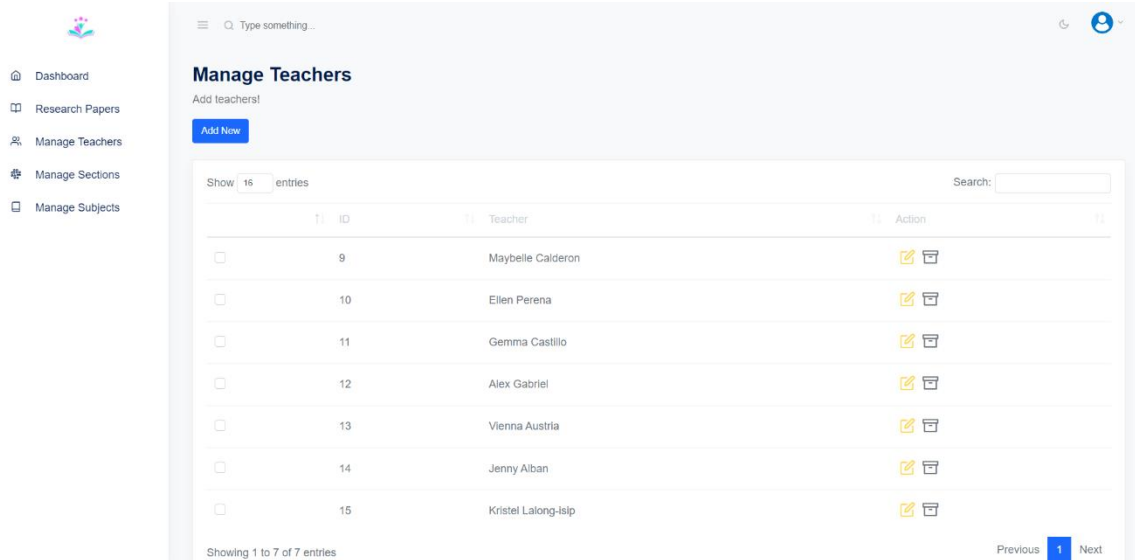 Type something...
Dashboard
Research Papers
Manage Teachers
Manage Sections
Manage Subjects
Manage Teachers
Add teachers!
Add New
Show 16 entries
Search:
ID Teacher Action
9 Maybelle Calderon
10 Ellen Perena
11 Gemma Castillo
12 Alex Gabriel
13 Vienna Austria
14 Jenny Alban
15 Kristel Lalong-isip
Showing 1 to 7 of 7 entries
Previous 1 Next